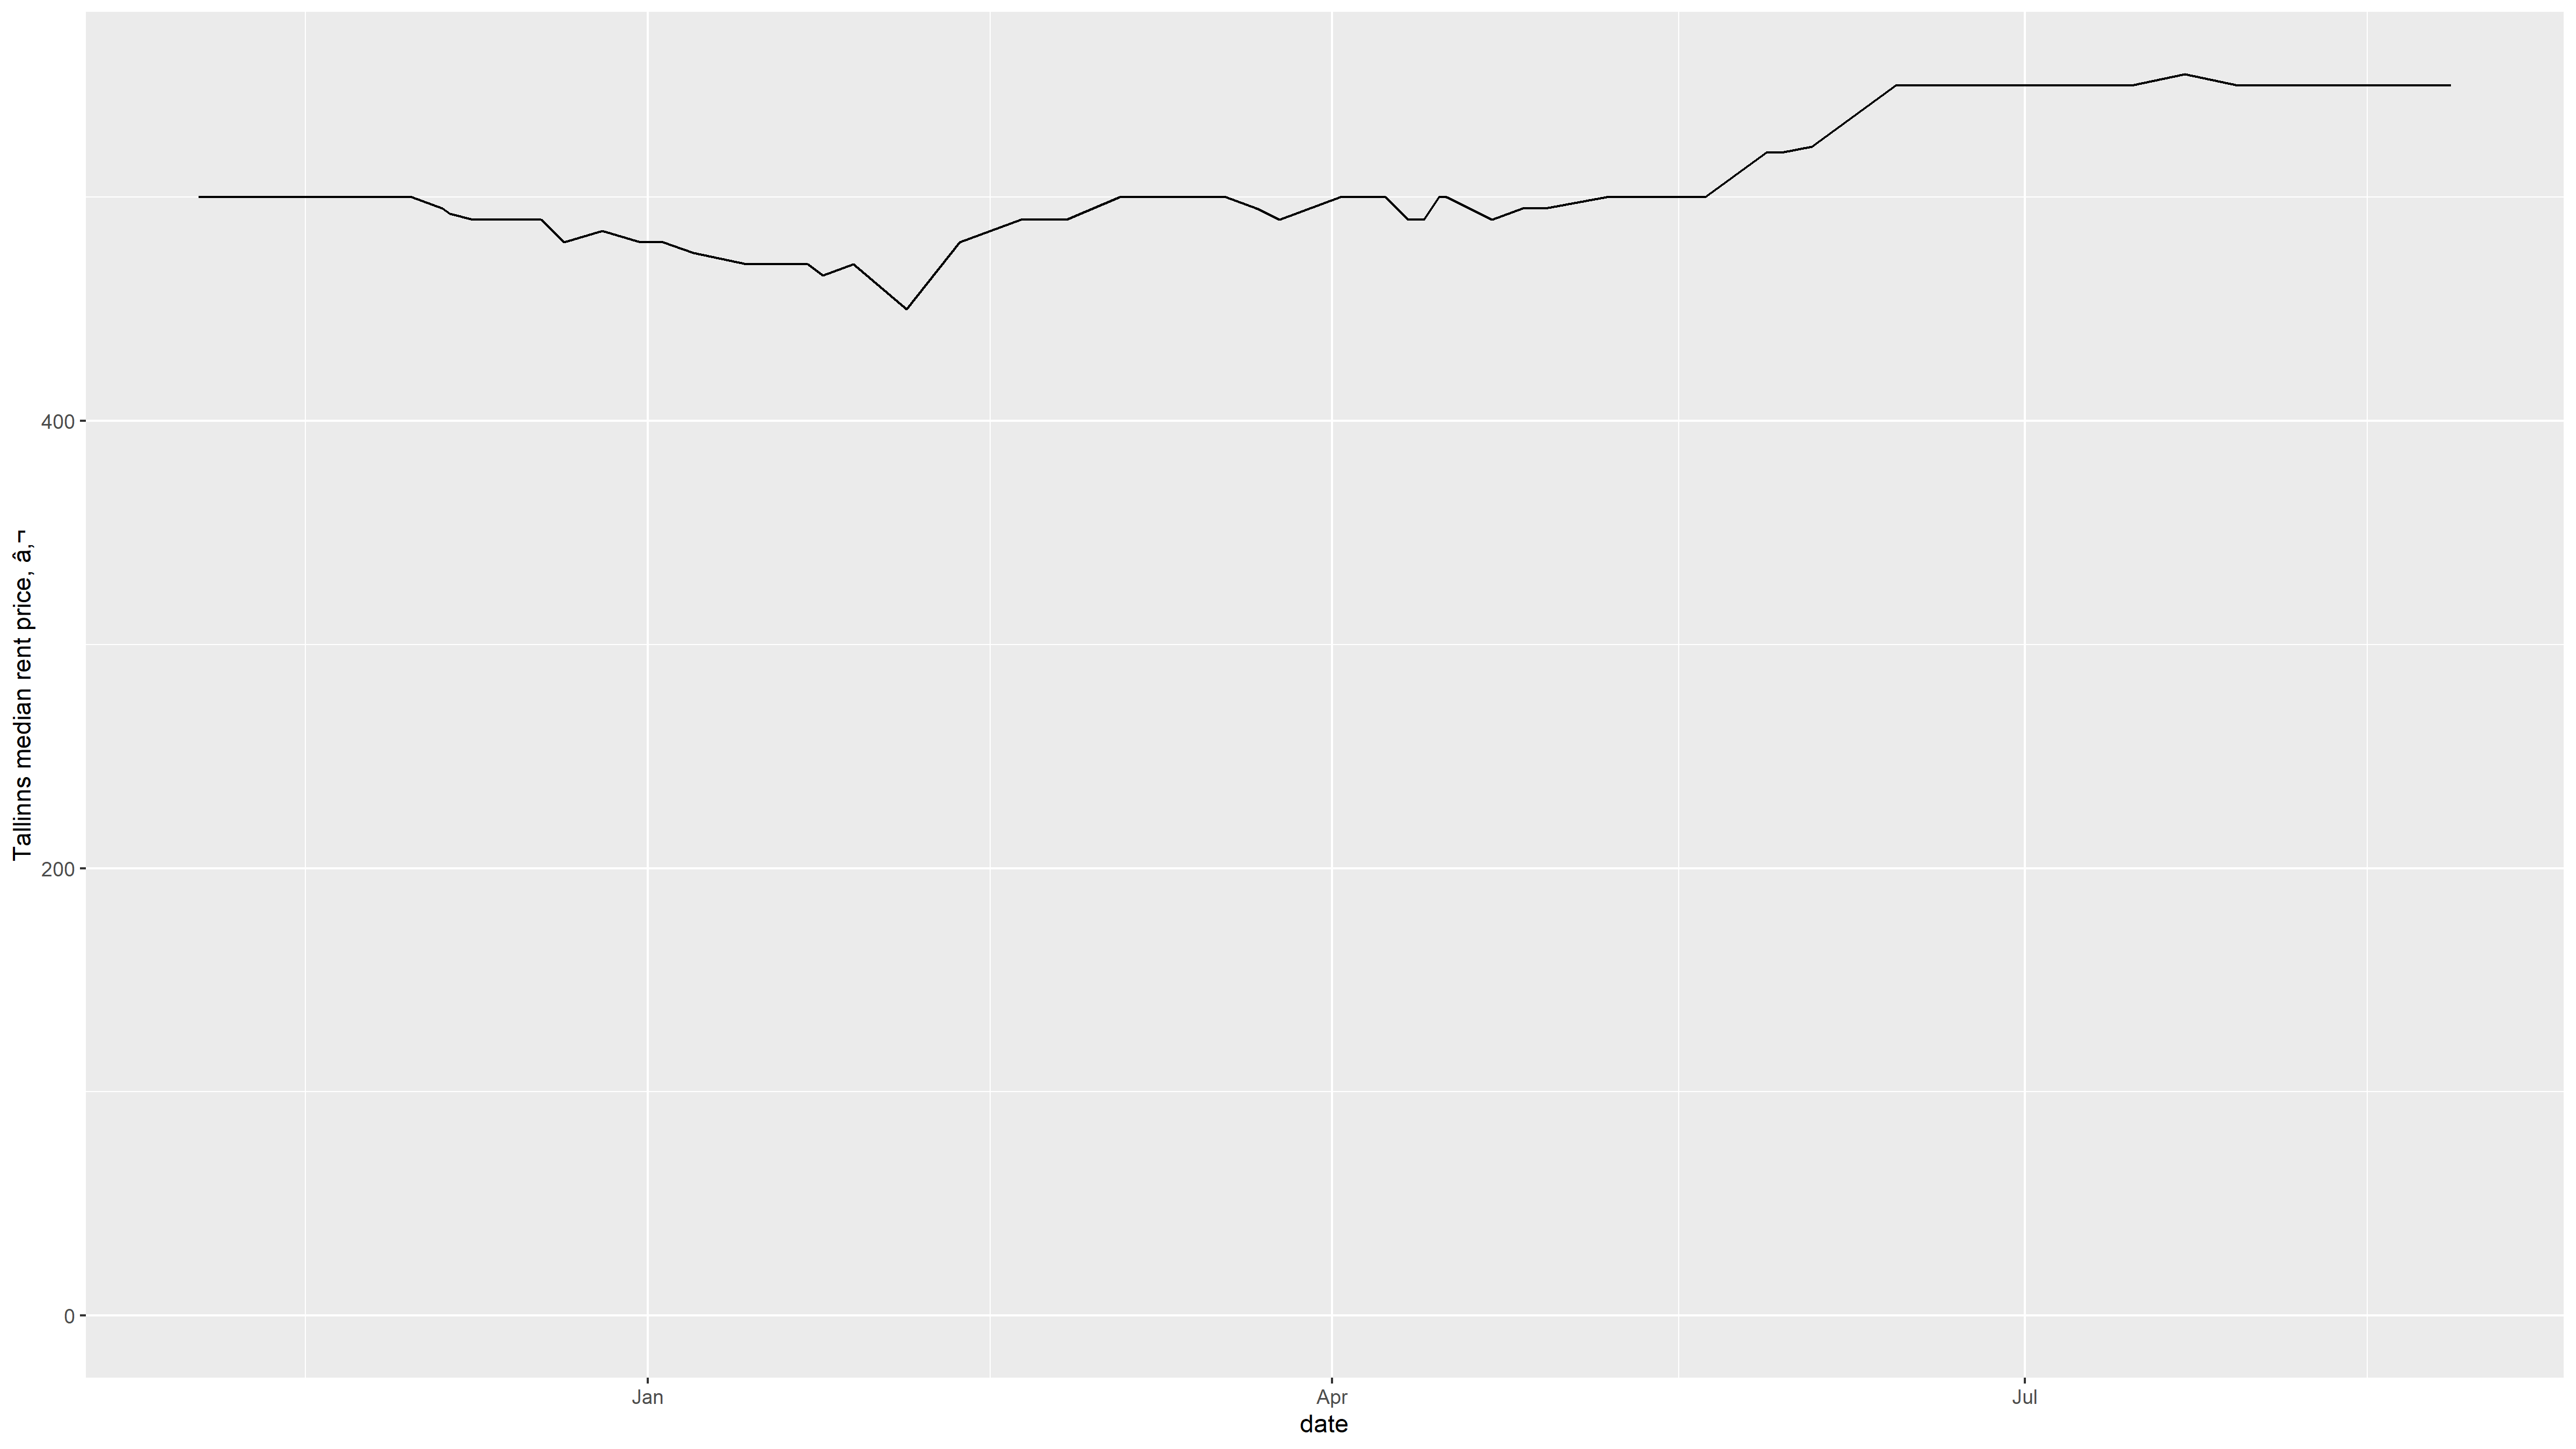 Tallinns median rent price, â‚¬
400
200
0
Jan Apr Jul
date